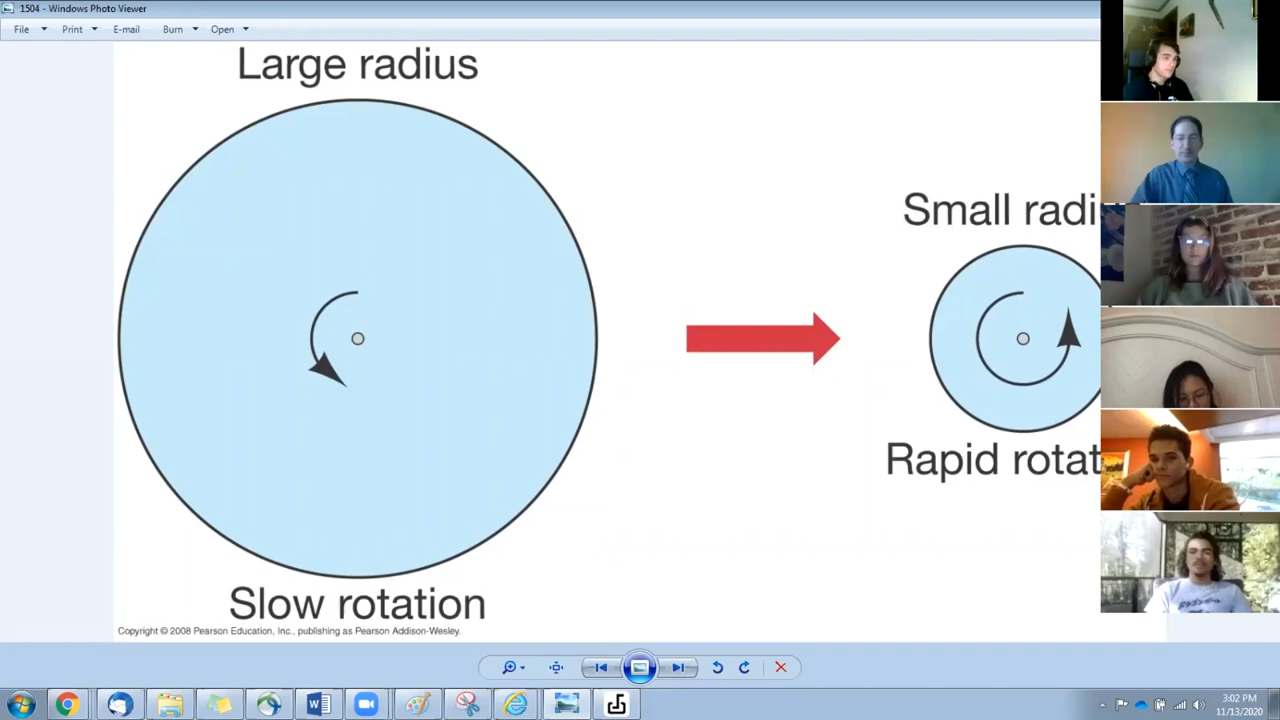 1504 - Windows Photo Viewer
File Print E-mail Burn Open
Large radius
Small radi
Rapid rotat
Slow rotation
Copyright © 2008 Pearson Education, Inc., publishing as Pearson Addison-Wesley.
3:02 PM
11/13/2020